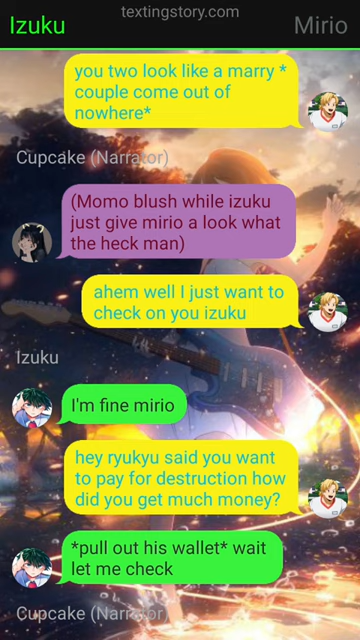 textingstory.com
Izuku
Mirio
you two look like a marry *
couple come out of
nowhere*
Cupcake (Narrator)
(Momo blush while izuku
just give mirio a look what
the heck man)
ahem well I just want to
check on you izuku
Izuku
I'm fine mirio
hey ryukyu said you want
to pay for destruction how
did you get much money?
*pull out his wallet* wait
let me check
Cupcake (Narrator)